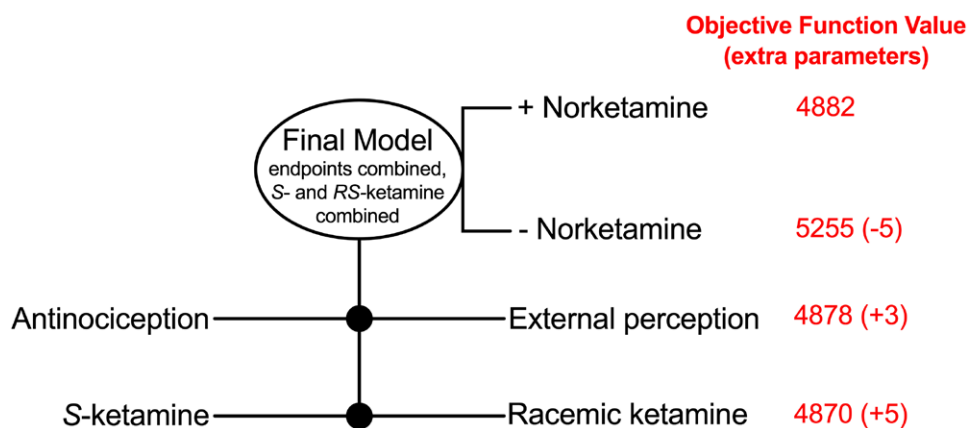 Objective Function Value
(extra parameters)
+ Norketamine 4882
Final Model
endpoints combined,
S- and RS-ketamine
combined
- Norketamine 5255 (-5)
Antinociception External perception 4878 (+3)
S-ketamine Racemic ketamine 4870 (+5)